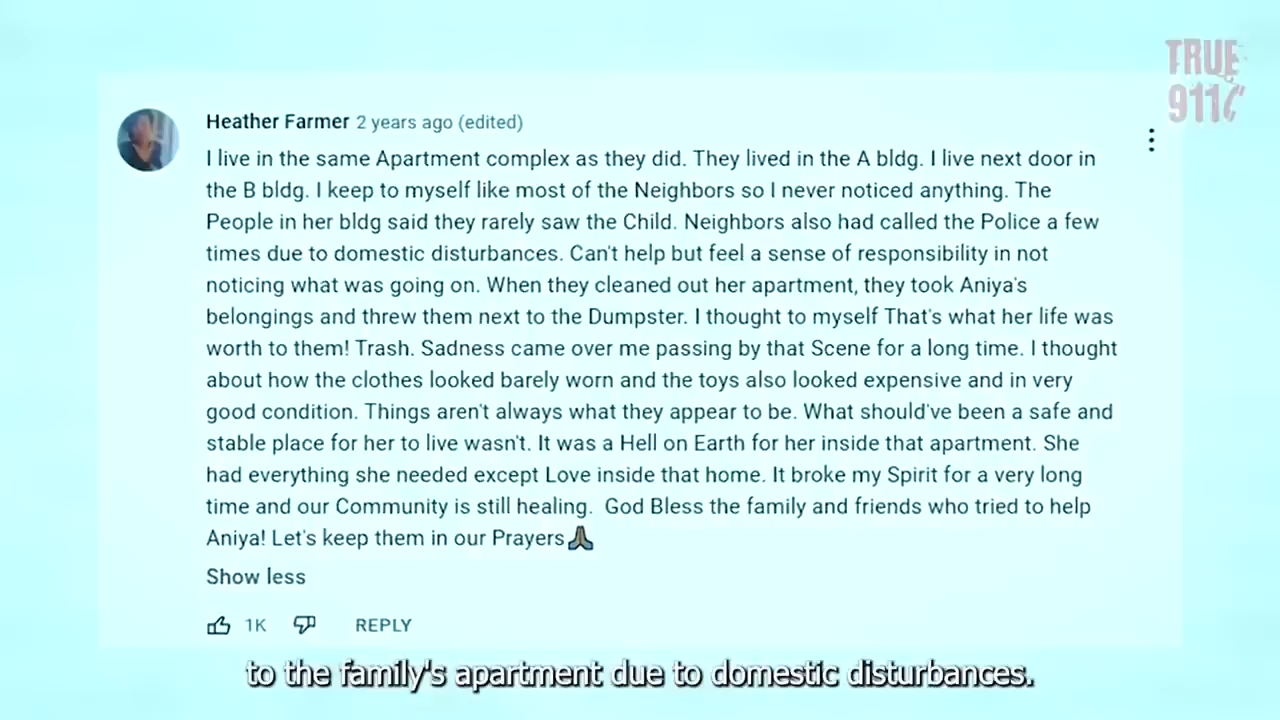 TRUE
911
Heather Farmer 2 years ago (edited)
I live in the same Apartment complex as they did. They lived in the A bldg. I live next door in
the B bldg. I keep to myself like most of the Neighbors so I never noticed anything. The
People in her bldg said they rarely saw the Child. Neighbors also had called the Police a few
times due to domestic disturbances. Can't help but feel a sense of responsibility in not
noticing what was going on. When they cleaned out her apartment, they took Aniya's
belongings and threw them next to the Dumpster. I thought to myself That's what her life was
worth to them! Trash. Sadness came over me passing by that Scene for a long time. I thought
about how the clothes looked barely worn and the toys also looked expensive and in very
good condition. Things aren't always what they appear to be. What should've been a safe and
stable place for her to live wasn't. It was a Hell on Earth for her inside that apartment. She
had everything she needed except Love inside that home. It broke my Spirit for a very long
time and our Community is still healing.  God Bless the family and friends who tried to help
Aniya! Let's keep them in our Prayers🙏
Show less
1K REPLY
to the family's apartment due to domestic disturbances.